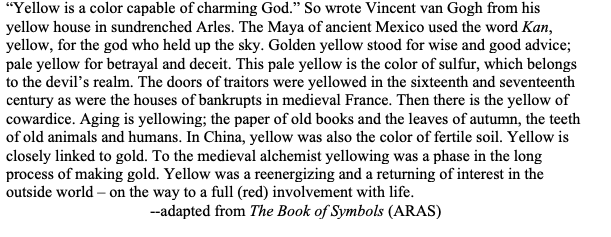 “Yellow is a color capable of charming God.” So wrote Vincent van Gogh from his
yellow house in sundrenched Arles. The Maya of ancient Mexico used the word Kan,
yellow, for the god who held up the sky. Golden yellow stood for wise and good advice;
pale yellow for betrayal and deceit. This pale yellow is the color of sulfur, which belongs
to the devil’s realm. The doors of traitors were yellowed in the sixteenth and seventeenth
century as were the houses of bankrupts in medieval France. Then there is the yellow of
cowardice. Aging is yellowing; the paper of old books and the leaves of autumn, the teeth
of old animals and humans. In China, yellow was also the color of fertile soil. Yellow is
closely linked to gold. To the medieval alchemist yellowing was a phase in the long
process of making gold. Yellow was a reenergizing and a returning of interest in the
outside world – on the way to a full (red) involvement with life.
--adapted from The Book of Symbols (ARAS)